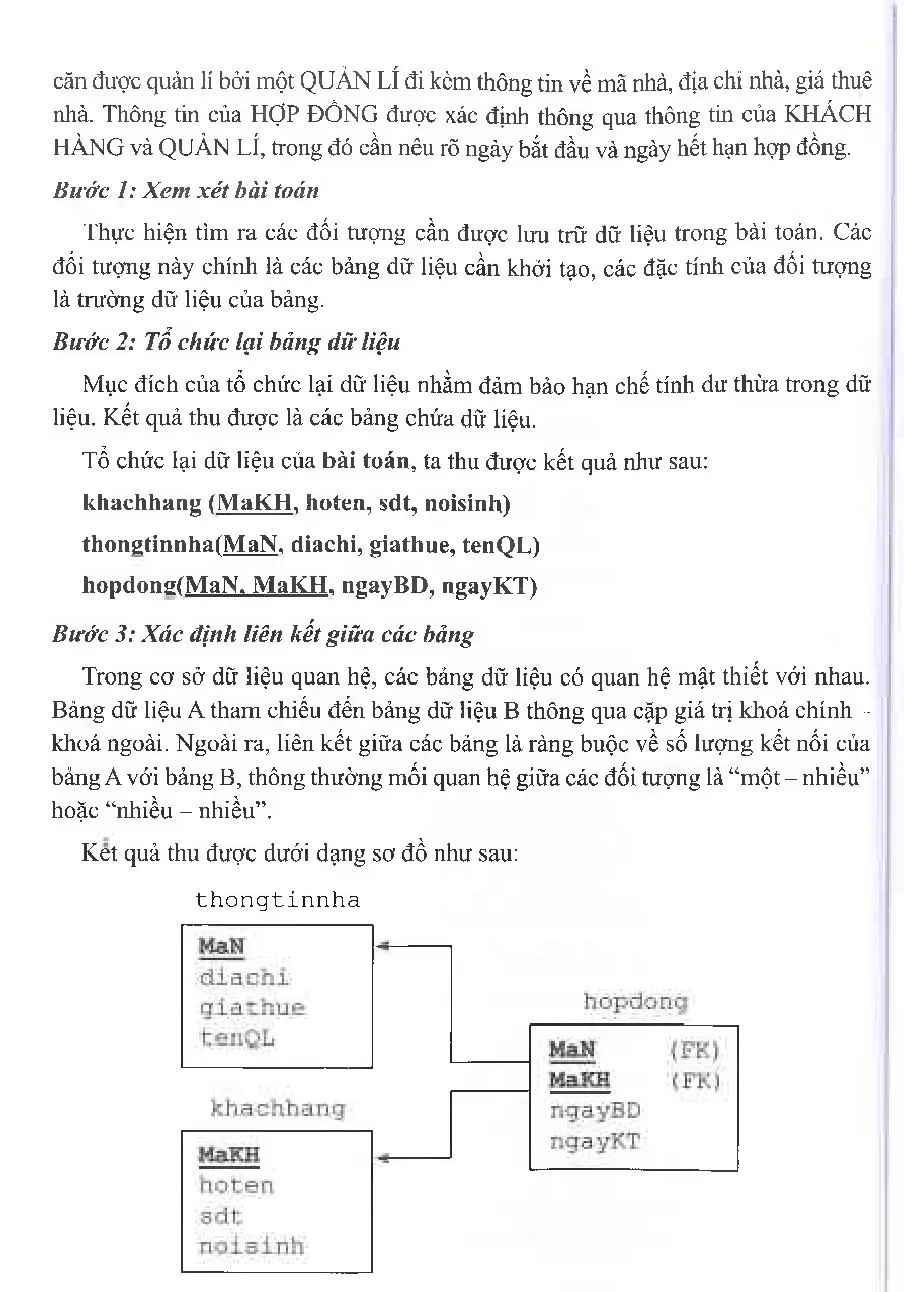 căn được quản lí bởi một QUẢN LÍ đi kèm thông tin về mã nhà, địa chỉ nhà, giá thuê
nhà. Thông tin của HỢP ĐỒNG được xác định thông qua thông tin của KHÁCH
HÀNG và QUẢN LÍ, trong đó cần nêu rõ ngày bắt đầu và ngày hết hạn hợp đồng.
Bước 1: Xem xét bài toán
Thực hiện tìm ra các đối tượng cần được lưu trữ dữ liệu trong bài toán. Các
đối tượng này chính là các bảng dữ liệu cần khởi tạo, các đặc tính của đối tượng
là trường dữ liệu của bảng.
Bước 2: Tổ chức lại bảng dữ liệu
Mục đích của tổ chức lại dữ liệu nhằm đảm bảo hạn chế tính dư thừa trong dữ
liệu. Kết quả thu được là các bảng chứa dữ liệu.
Tổ chức lại dữ liệu của bài toán, ta thu được kết quả như sau:
khachhang (MaKH, hoten, sdt, noisinh)
thongtinnha(MaN, diachi, giathue, tenQL)
hopdong(MaN, MaKH, ngayBD, ngayKT)
Bước 3: Xác định liên kết giữa các bảng
Trong cơ sở dữ liệu quan hệ, các bảng dữ liệu có quan hệ mật thiết với nhau.
Bảng dữ liệu A tham chiếu đến bảng dữ liệu B thông qua cặp giá trị khoá chính -
khoá ngoài. Ngoài ra, liên kết giữa các bảng là ràng buộc về số lượng kết nối của
bảng A với bảng B, thông thường mối quan hệ giữa các đối tượng là “một – nhiều”
hoặc “nhiều – nhiều”.
Kết quả thu được dưới dạng sơ đồ như sau:
thongtinnha
MaN
diachi
giathue
tenQL
hopdong
MaN (FK)
MaKH (FK)
ngayBD
ngayKT
khachhang
MaKH
hoten
sdt
noisinh